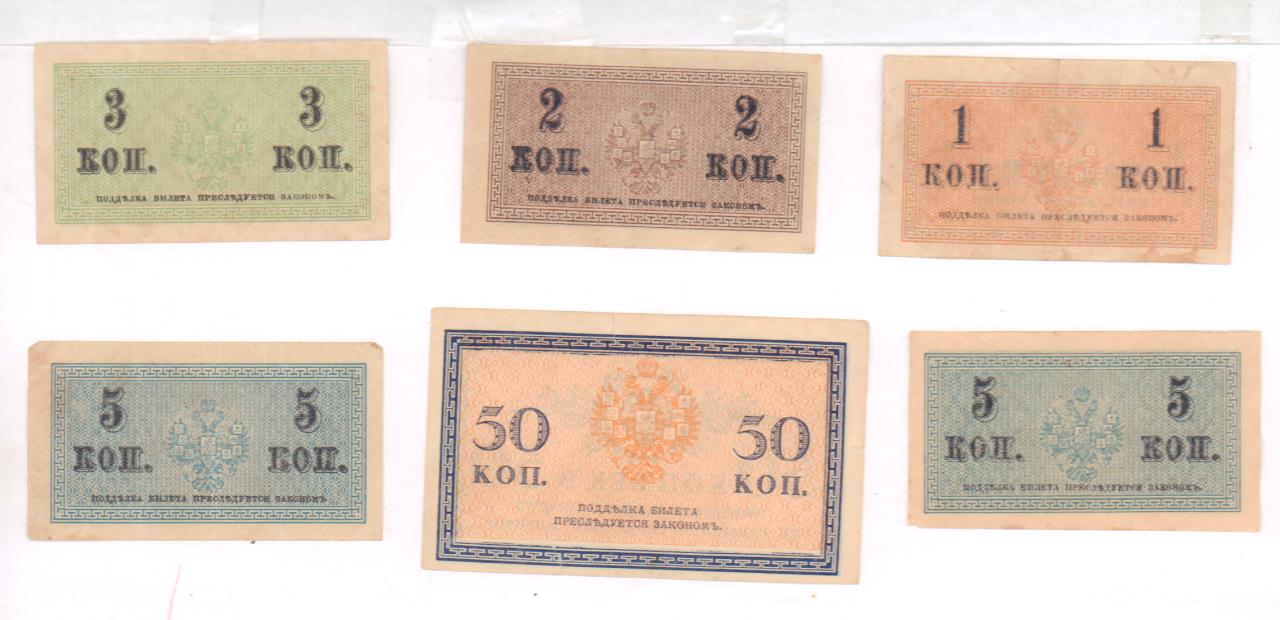 3 3
КОП. КОП.
ПОДДѢЛКА БИЛЕТА ПРЕСЛѢДУЕТСЯ ЗАКОНОМЪ.
2 2
КОП. КОП.
ПОДДѢЛКА БИЛЕТА ПРЕСЛѢДУЕТСЯ ЗАКОНОМЪ.
1 1
КОП. КОП.
ПОДДѢЛКА БИЛЕТА ПРЕСЛѢДУЕТСЯ ЗАКОНОМЪ.
5 5
КОП. КОП.
ПОДДѢЛКА БИЛЕТА ПРЕСЛѢДУЕТСЯ ЗАКОНОМЪ
50 50
КОП. КОП.
ПОДДѢЛКА БИЛЕТА
ПРЕСЛѢДУЕТСЯ ЗАКОНОМЪ.
5 5
КОП. КОП.
ПОДДѢЛКА БИЛЕТА ПРЕСЛѢДУЕТСЯ ЗАКОНОМЪ.